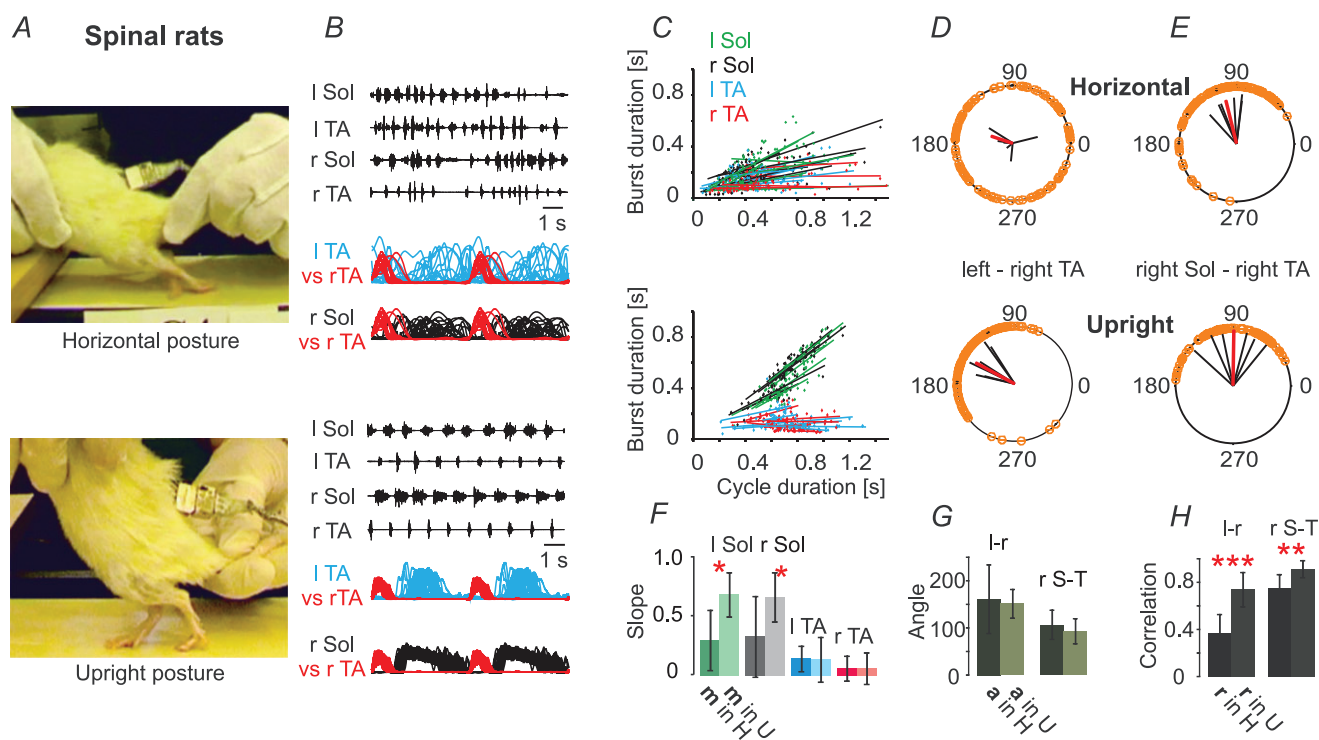 A
Spinal rats
Horizontal posture
Upright posture
B
l Sol
l TA
r Sol
r TA
1 s
l TA
vs rTA
r Sol
vs r TA
l Sol
l TA
r Sol
r TA
1 s
l TA
vs rTA
r Sol
vs r TA
C
l Sol
r Sol
l TA
r TA
Burst duration [s]
0.8
0.4
0
0 0.4 0.8 1.2
Burst duration [s]
0.8
0.4
0
0 0.4 0.8 1.2
Cycle duration [s]
D
90
180
0
270
left - right TA
90
180
0
270
Horizontal
Upright
E
90
180
0
270
right Sol - right TA
90
180
0
270
F
l Sol r Sol
* *
l TA r TA
Slope
1.0
0.5
0
m in H
m in U
G
l-r
r S-T
Angle
200
100
0
a in H
a in U
H
l-r r S-T
*** **
Correlation
0.8
0.4
0
r in H
r in U